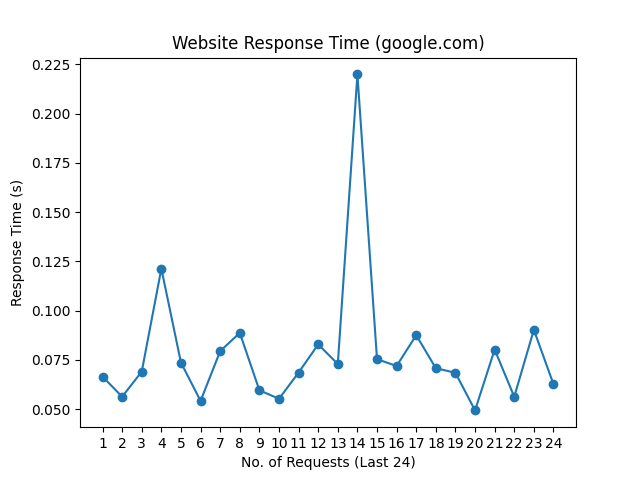 Website Response Time (google.com)
0.225
0.200
0.175
0.150
0.125
0.100
0.075
0.050
Response Time (s)
1 2 3 4 5 6 7 8 9 10 11 12 13 14 15 16 17 18 19 20 21 22 23 24
No. of Requests (Last 24)